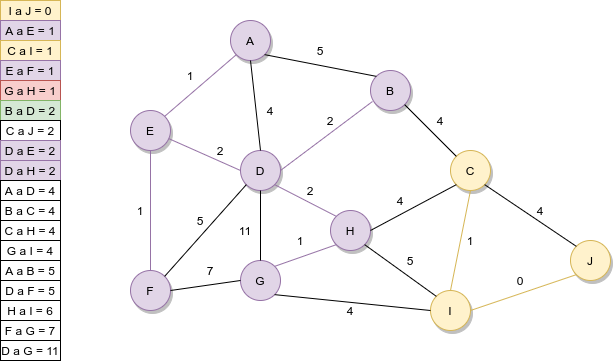 I a J = 0
A a E = 1
C a I = 1
E a F = 1
G a H = 1
B a D = 2
C a J = 2
D a E = 2
D a H = 2
A a D = 4
B a C = 4
C a H = 4
G a I = 4
A a B = 5
D a F = 5
H a I = 6
F a G = 7
D a G = 11
A
5
1
B
4
2
4
E
2
D
C
2
4
4
1
5
11
1
H
1
5
J
7
0
F
G
4
I